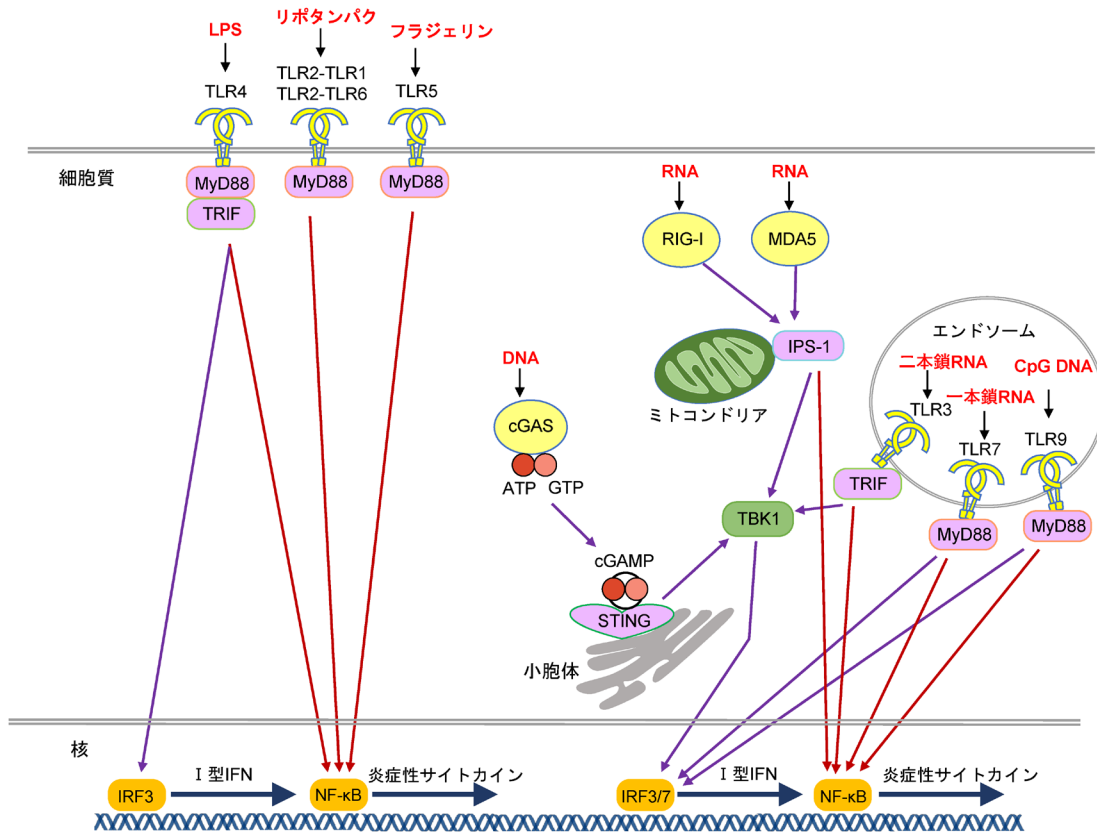 LPS
リポタンパク
フラジェリン
TLR4
TLR2-TLR1
TLR2-TLR6
TLR5
細胞質
MyD88
TRIF
MyD88
MyD88
RNA
RNA
RIG-I
MDA5
IPS-1
ミトコンドリア
エンドソーム
二本鎖RNA
CpG DNA
一本鎖RNA
TLR3
TLR7
TLR9
TRIF
MyD88
MyD88
DNA
cGAS
ATP
GTP
TBK1
cGAMP
STING
小胞体
核
IRF3
Ⅰ型IFN
NF-κB
炎症性サイトカイン
IRF3/7
Ⅰ型IFN
NF-κB
炎症性サイトカイン